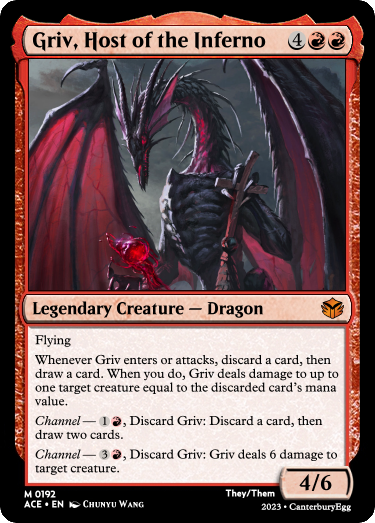 Griv, Host of the Inferno 4
Legendary Creature — Dragon
Flying
Whenever Griv enters or attacks, discard a card, then
draw a card. When you do, Griv deals damage to up to
one target creature equal to the discarded card's mana
value.
Channel — 1, Discard Griv: Discard a card, then
draw two cards.
Channel — 3, Discard Griv: Griv deals 6 damage to
target creature.
4/6
M 0192
ACE • EN Chunyu Wang
They/Them
2023 • CanterburyEgg